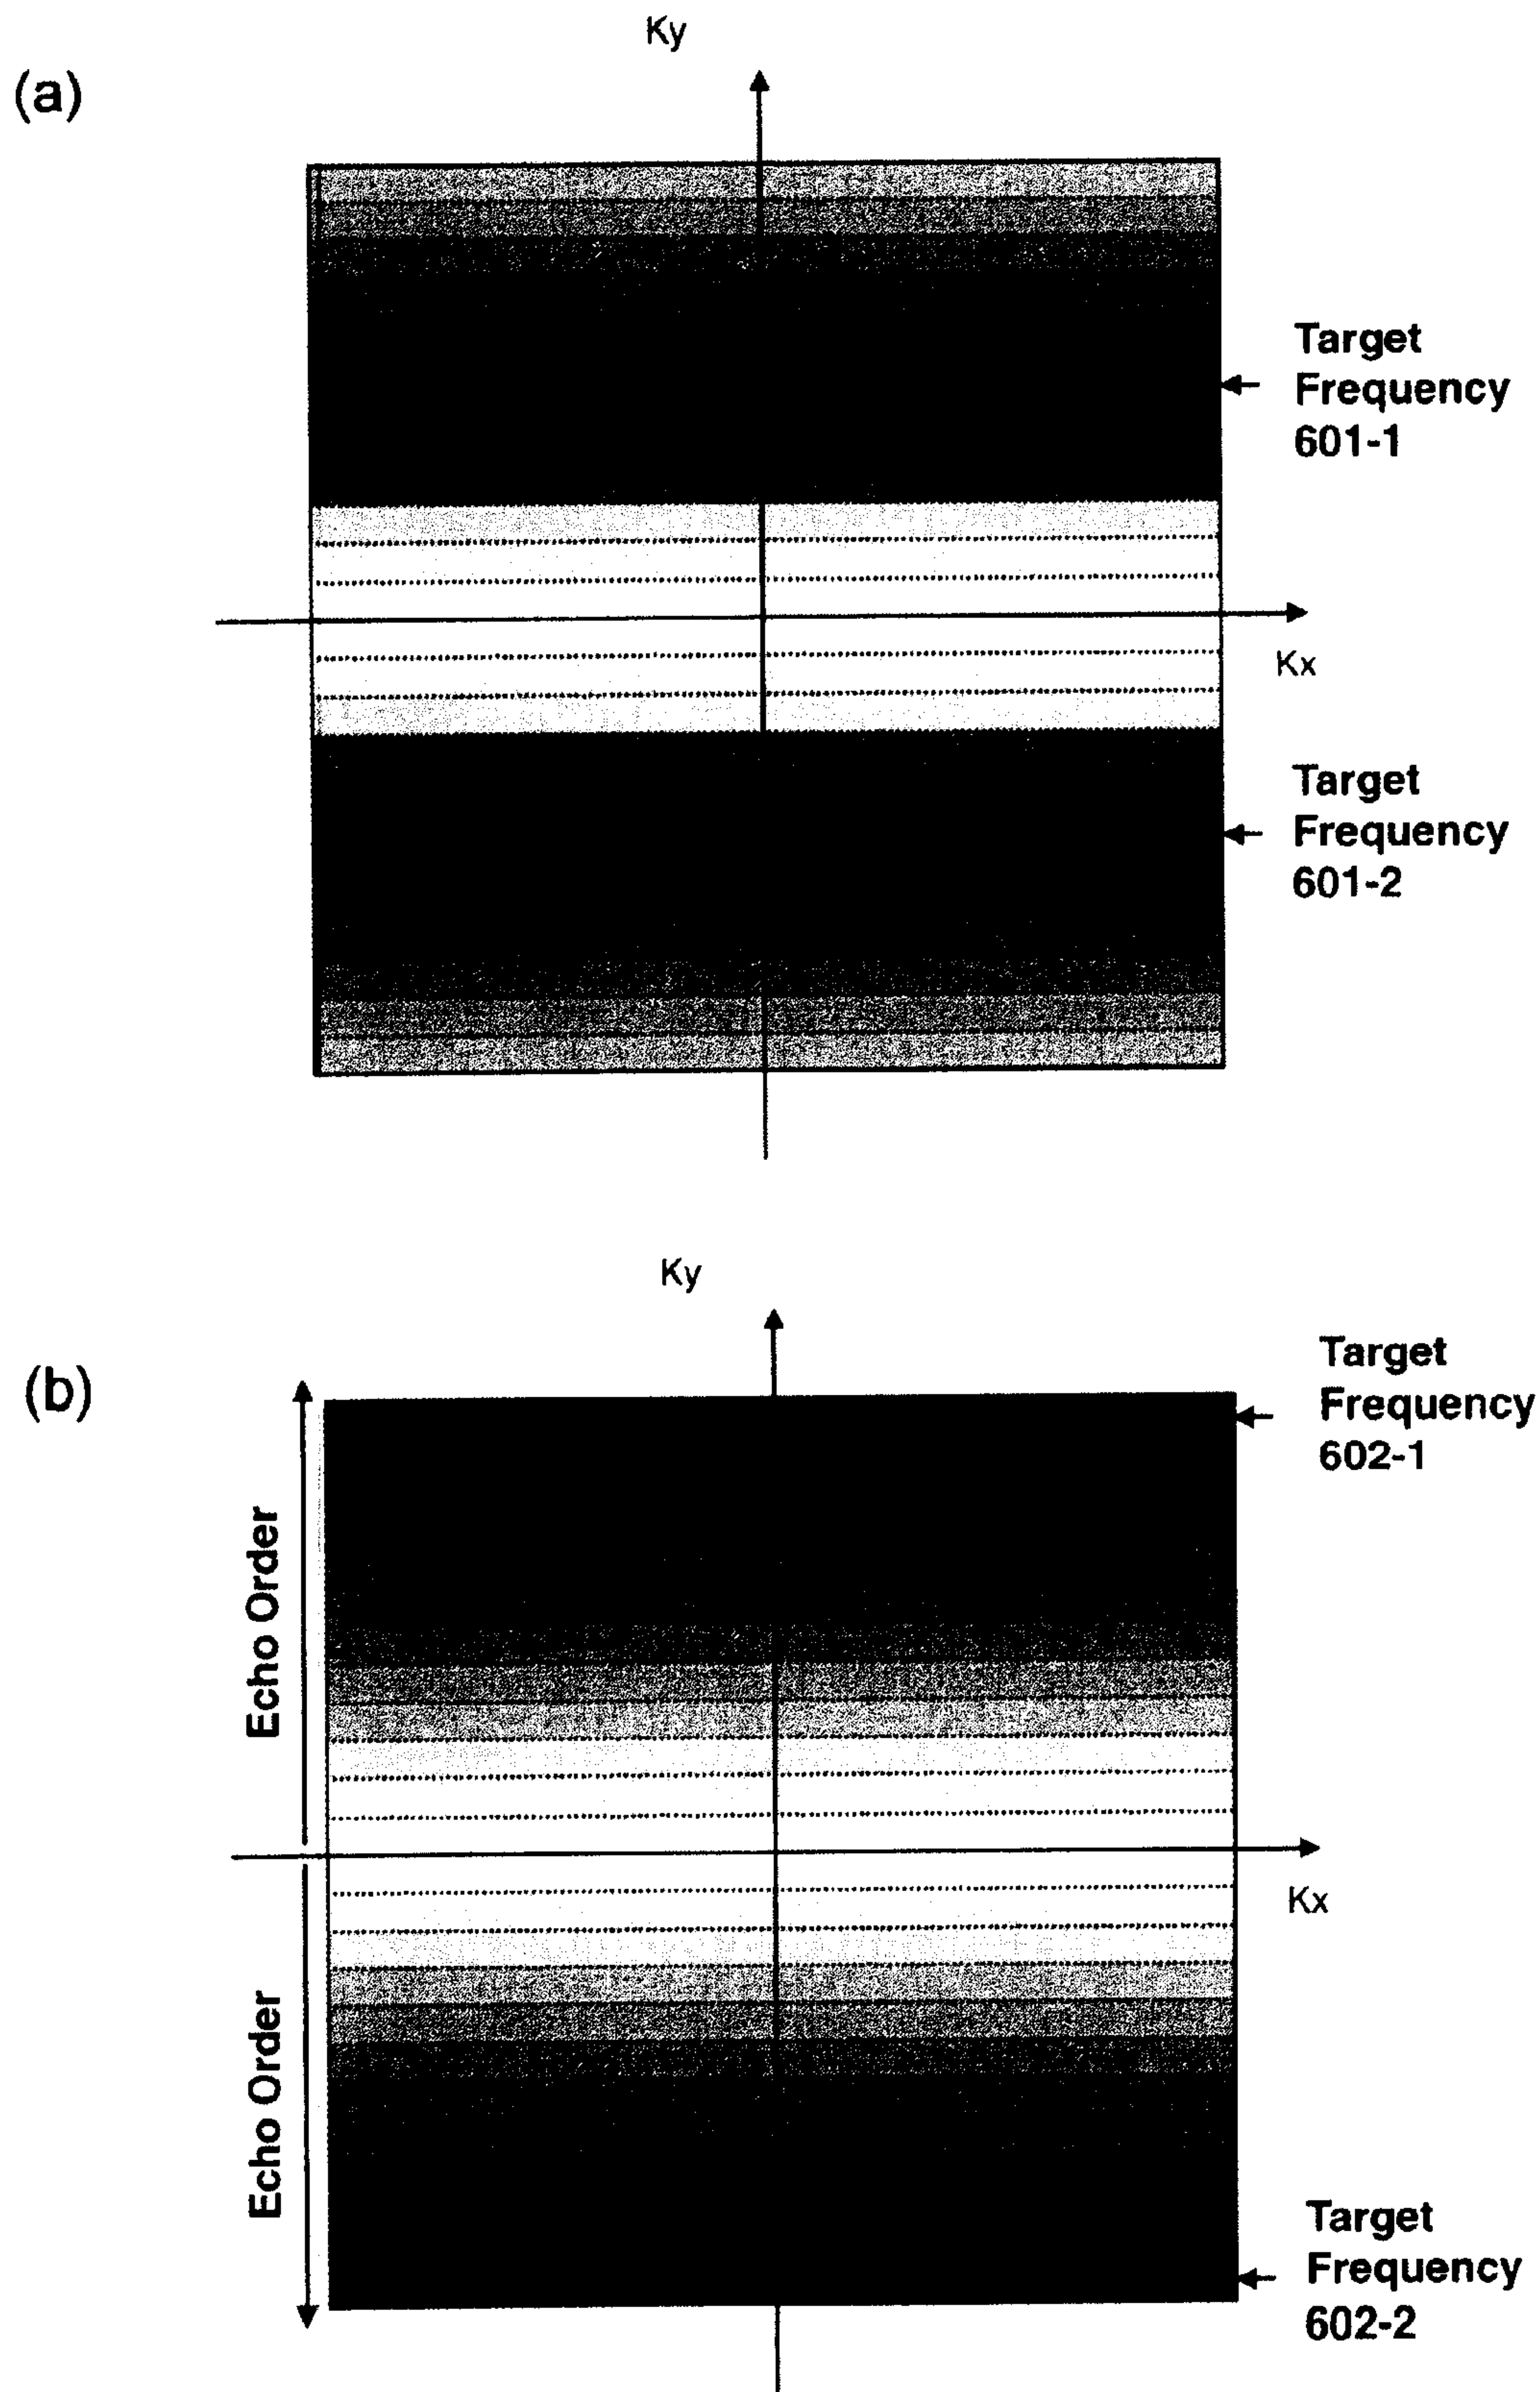 Ky
(a)
Target
Frequency
601-1
Kx
Target
Frequency
601-2
Ky
(b)
Target
Frequency
602-1
Echo Order
Kx
Echo Order
Target
Frequency
602-2